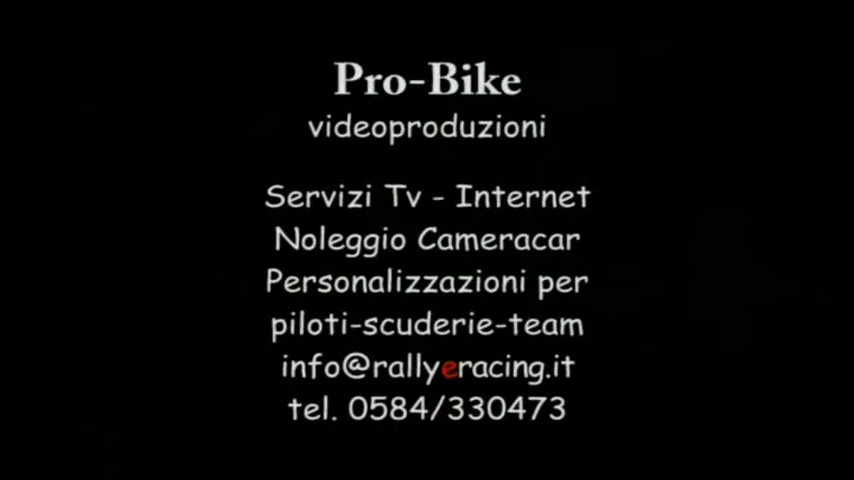 Pro-Bike
videoproduzioni
Servizi Tv - Internet
Noleggio Cameracar
Personalizzazioni per
piloti-scuderie-team
info@rallyeracing.it
tel. 0584/330473